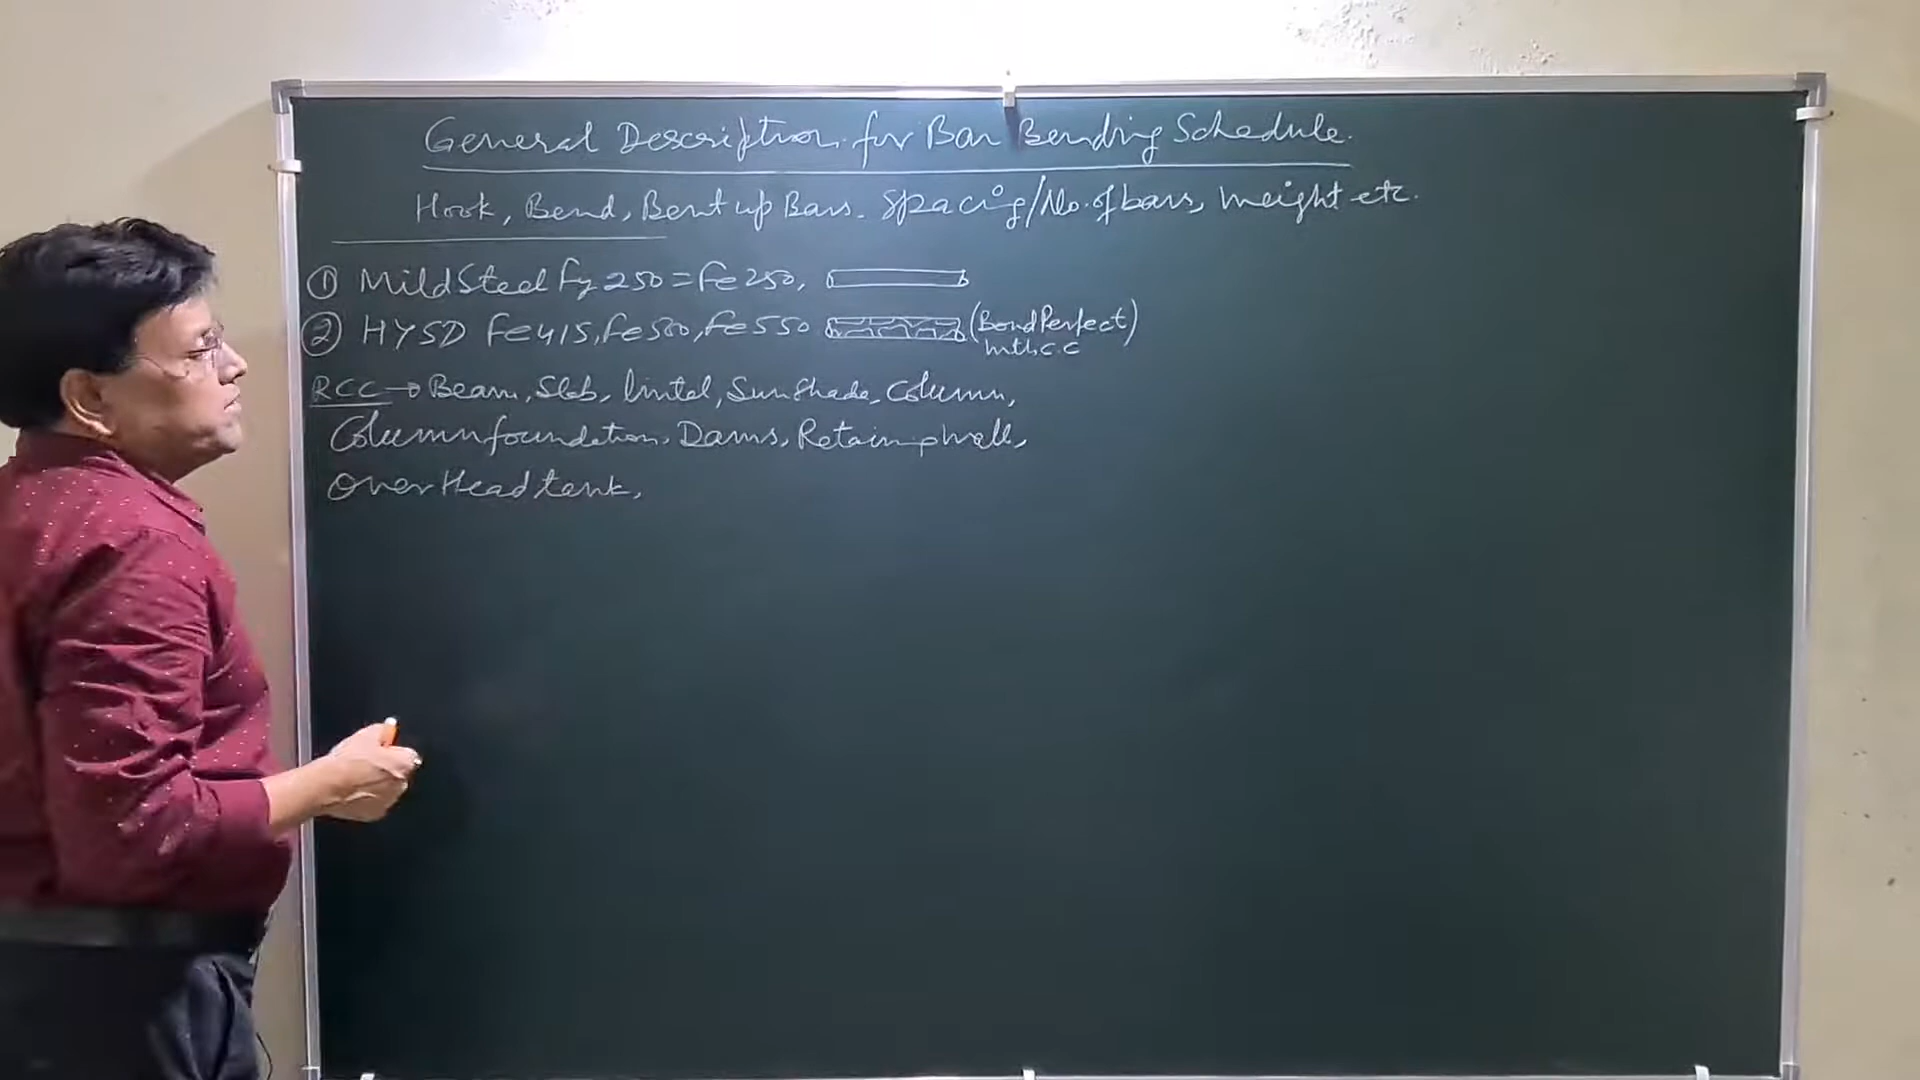 General Description for Bar Bending Schedule.
Hook, Bend, Bent up Bars. Spacing/No. of bars, Weight etc.
① Mild Steel fy 250 = fe 250,
② HYSD fe 415, fe 500, fe 550 (Bond Perfect)
with c.c
RCC → Beam, Slab, lintel, Sunshade, Column,
Column foundation, Dams, Retaining wall,
Over Head tank,